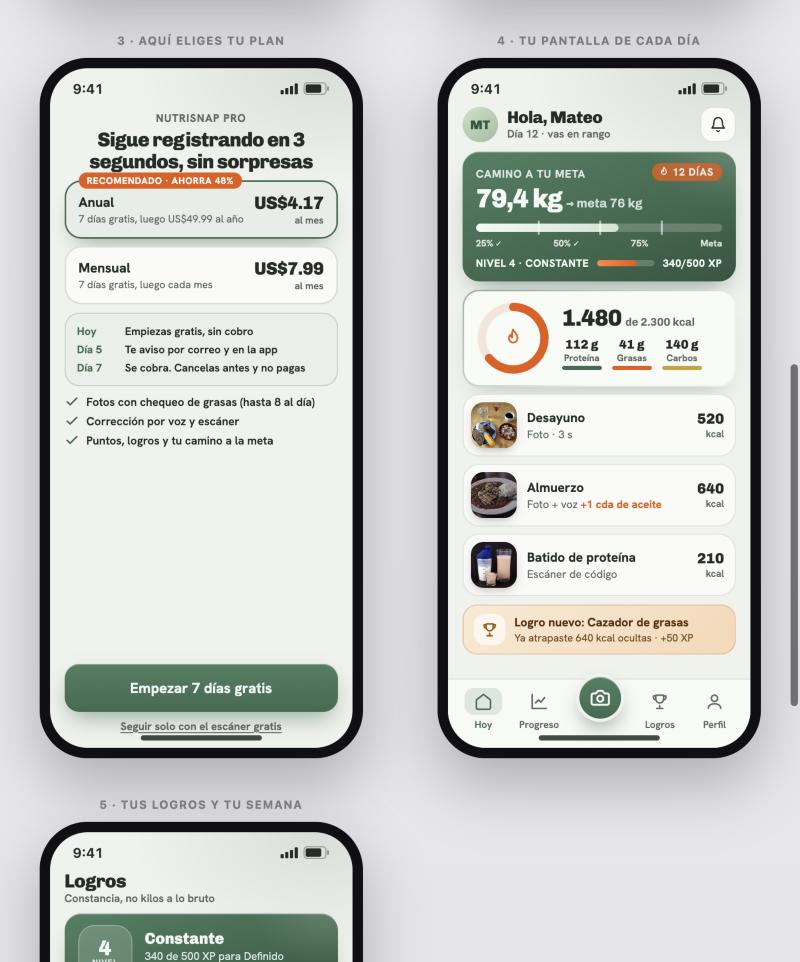 3 · AQUÍ ELIGES TU PLAN
9:41
NUTRISNAP PRO
Sigue registrando en 3
segundos, sin sorpresas
RECOMENDADO · AHORRA 48%
Anual
US$4.17
7 días gratis, luego US$49.99 al año
al mes
Mensual
US$7.99
7 días gratis, luego cada mes
al mes
Hoy Empiezas gratis, sin cobro
Día 5 Te aviso por correo y en la app
Día 7 Se cobra. Cancelas antes y no pagas
✓ Fotos con chequeo de grasas (hasta 8 al día)
✓ Corrección por voz y escáner
✓ Puntos, logros y tu camino a la meta
Empezar 7 días gratis
Seguir solo con el escáner gratis
4 · TU PANTALLA DE CADA DÍA
9:41
MT
Hola, Mateo
Día 12 · vas en rango
CAMINO A TU META
12 DÍAS
79,4 kg → meta 76 kg
25% ✓ 50% ✓ 75% Meta
NIVEL 4 · CONSTANTE 340/500 XP
1.480 de 2.300 kcal
112 g 41 g 140 g
Proteína Grasas Carbos
Desayuno
520
Foto · 3 s
kcal
Almuerzo
640
Foto + voz +1 cda de aceite
kcal
Batido de proteína
210
Escáner de código
kcal
Logro nuevo: Cazador de grasas
Ya atrapaste 640 kcal ocultas · +50 XP
Hoy Progreso Logros Perfil
5 · TUS LOGROS Y TU SEMANA
9:41
Logros
Constancia, no kilos a lo bruto
4
NIVEL
Constante
340 de 500 XP para Definido